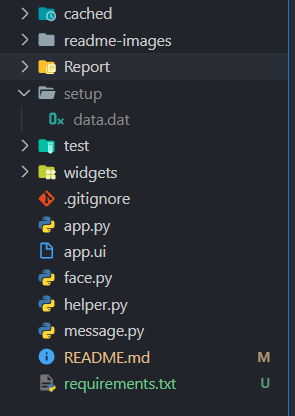 cached
readme-images
Report
setup
data.dat
test
widgets
.gitignore
app.py
app.ui
face.py
helper.py
message.py
README.md M
requirements.txt U